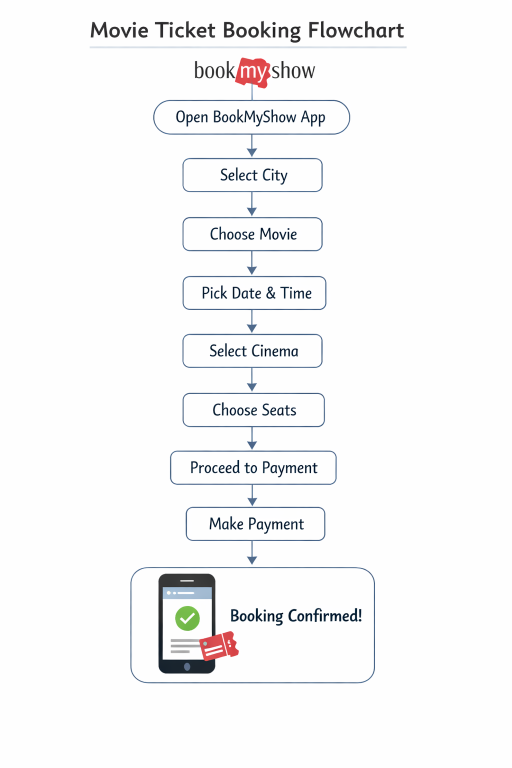 Movie Ticket Booking Flowchart
bookmyshow
Open BookMyShow App
Select City
Choose Movie
Pick Date & Time
Select Cinema
Choose Seats
Proceed to Payment
Make Payment
Booking Confirmed!